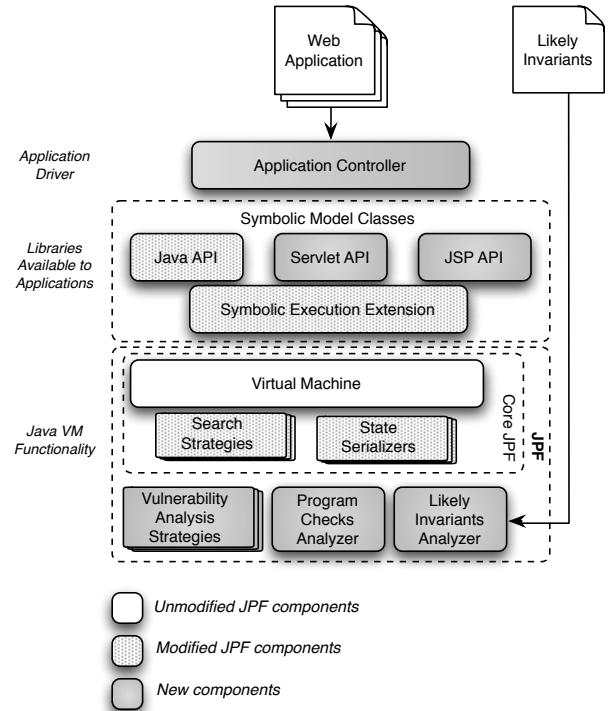 Web
Application
Likely
Invariants
Application
Driver
Application Controller
Symbolic Model Classes
Libraries
Available to
Applications
Java API
Servlet API
JSP API
Symbolic Execution Extension
Java VM
Functionality
Virtual Machine
Search
Strategies
State
Serializers
Core JPF
JPF
Vulnerability
Analysis
Strategies
Program
Checks
Analyzer
Likely
Invariants
Analyzer
Unmodified JPF components
Modified JPF components
New components